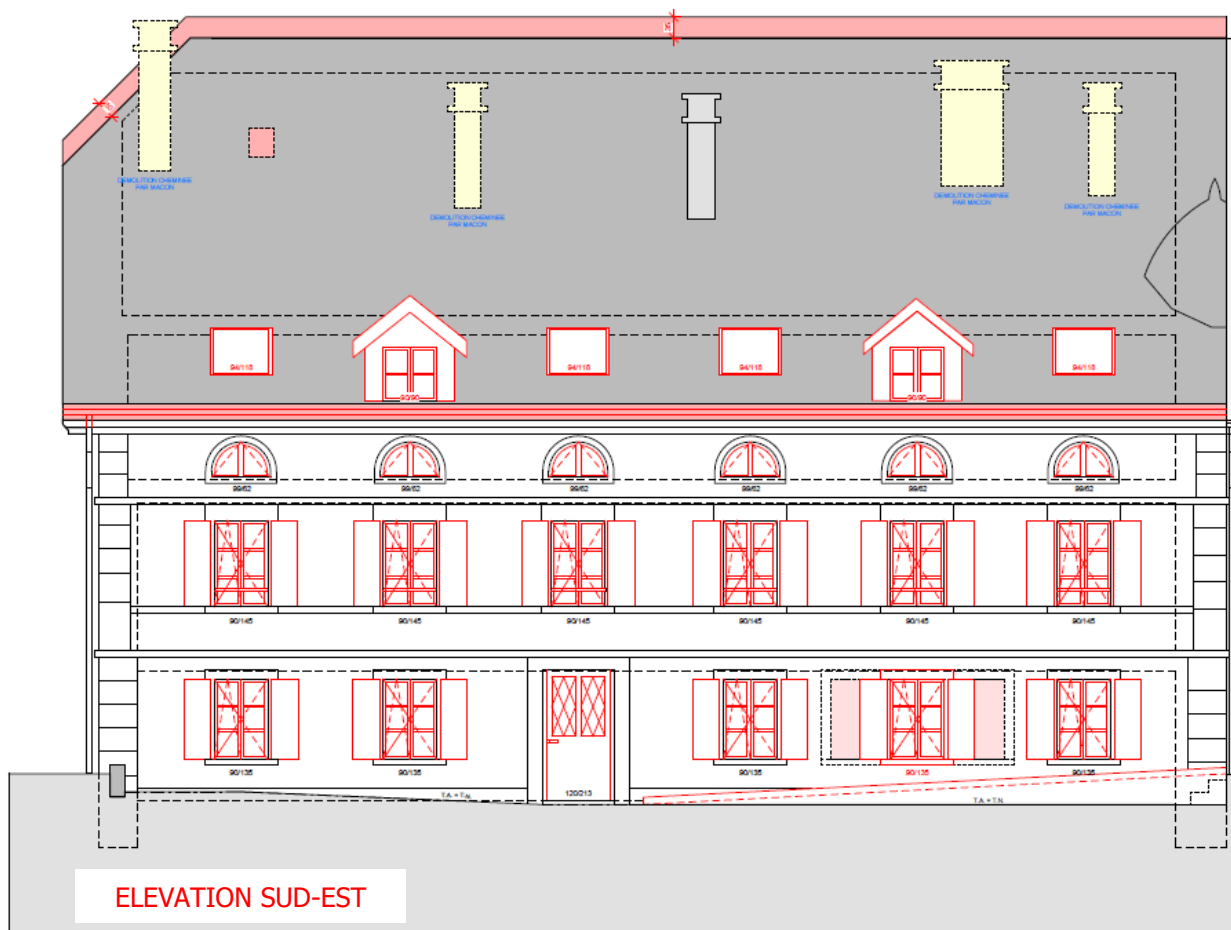 DEMOLITION CHEMINEE
PAR MACON
DEMOLITION CHEMINEE
PAR MACON
DEMOLITION CHEMINEE
PAR MACON
DEMOLITION CHEMINEE
PAR MACON
94/118
94/118
94/118
94/118
90/90
90/90
99/62
99/62
99/62
99/62
99/62
99/62
90/145
90/145
90/145
90/145
90/145
90/145
90/135
90/135
90/135
90/135
90/135
120/213
T.A. = T.N.
T.A. = T.N.
ELEVATION SUD-EST